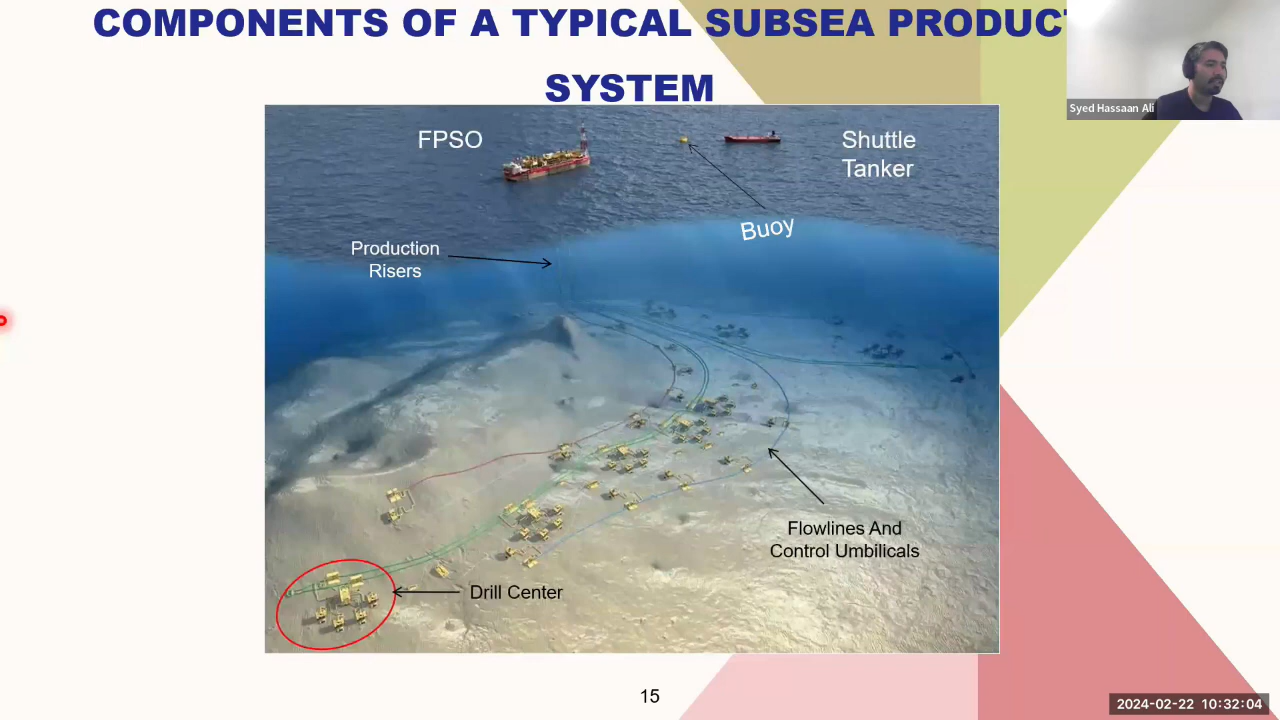 COMPONENTS OF A TYPICAL SUBSEA PRODUC
SYSTEM
Syed Hassaan Ali
FPSO
Shuttle
Tanker
Buoy
Production
Risers
Flowlines And
Control Umbilicals
Drill Center
15
2024-02-22 10:32:04